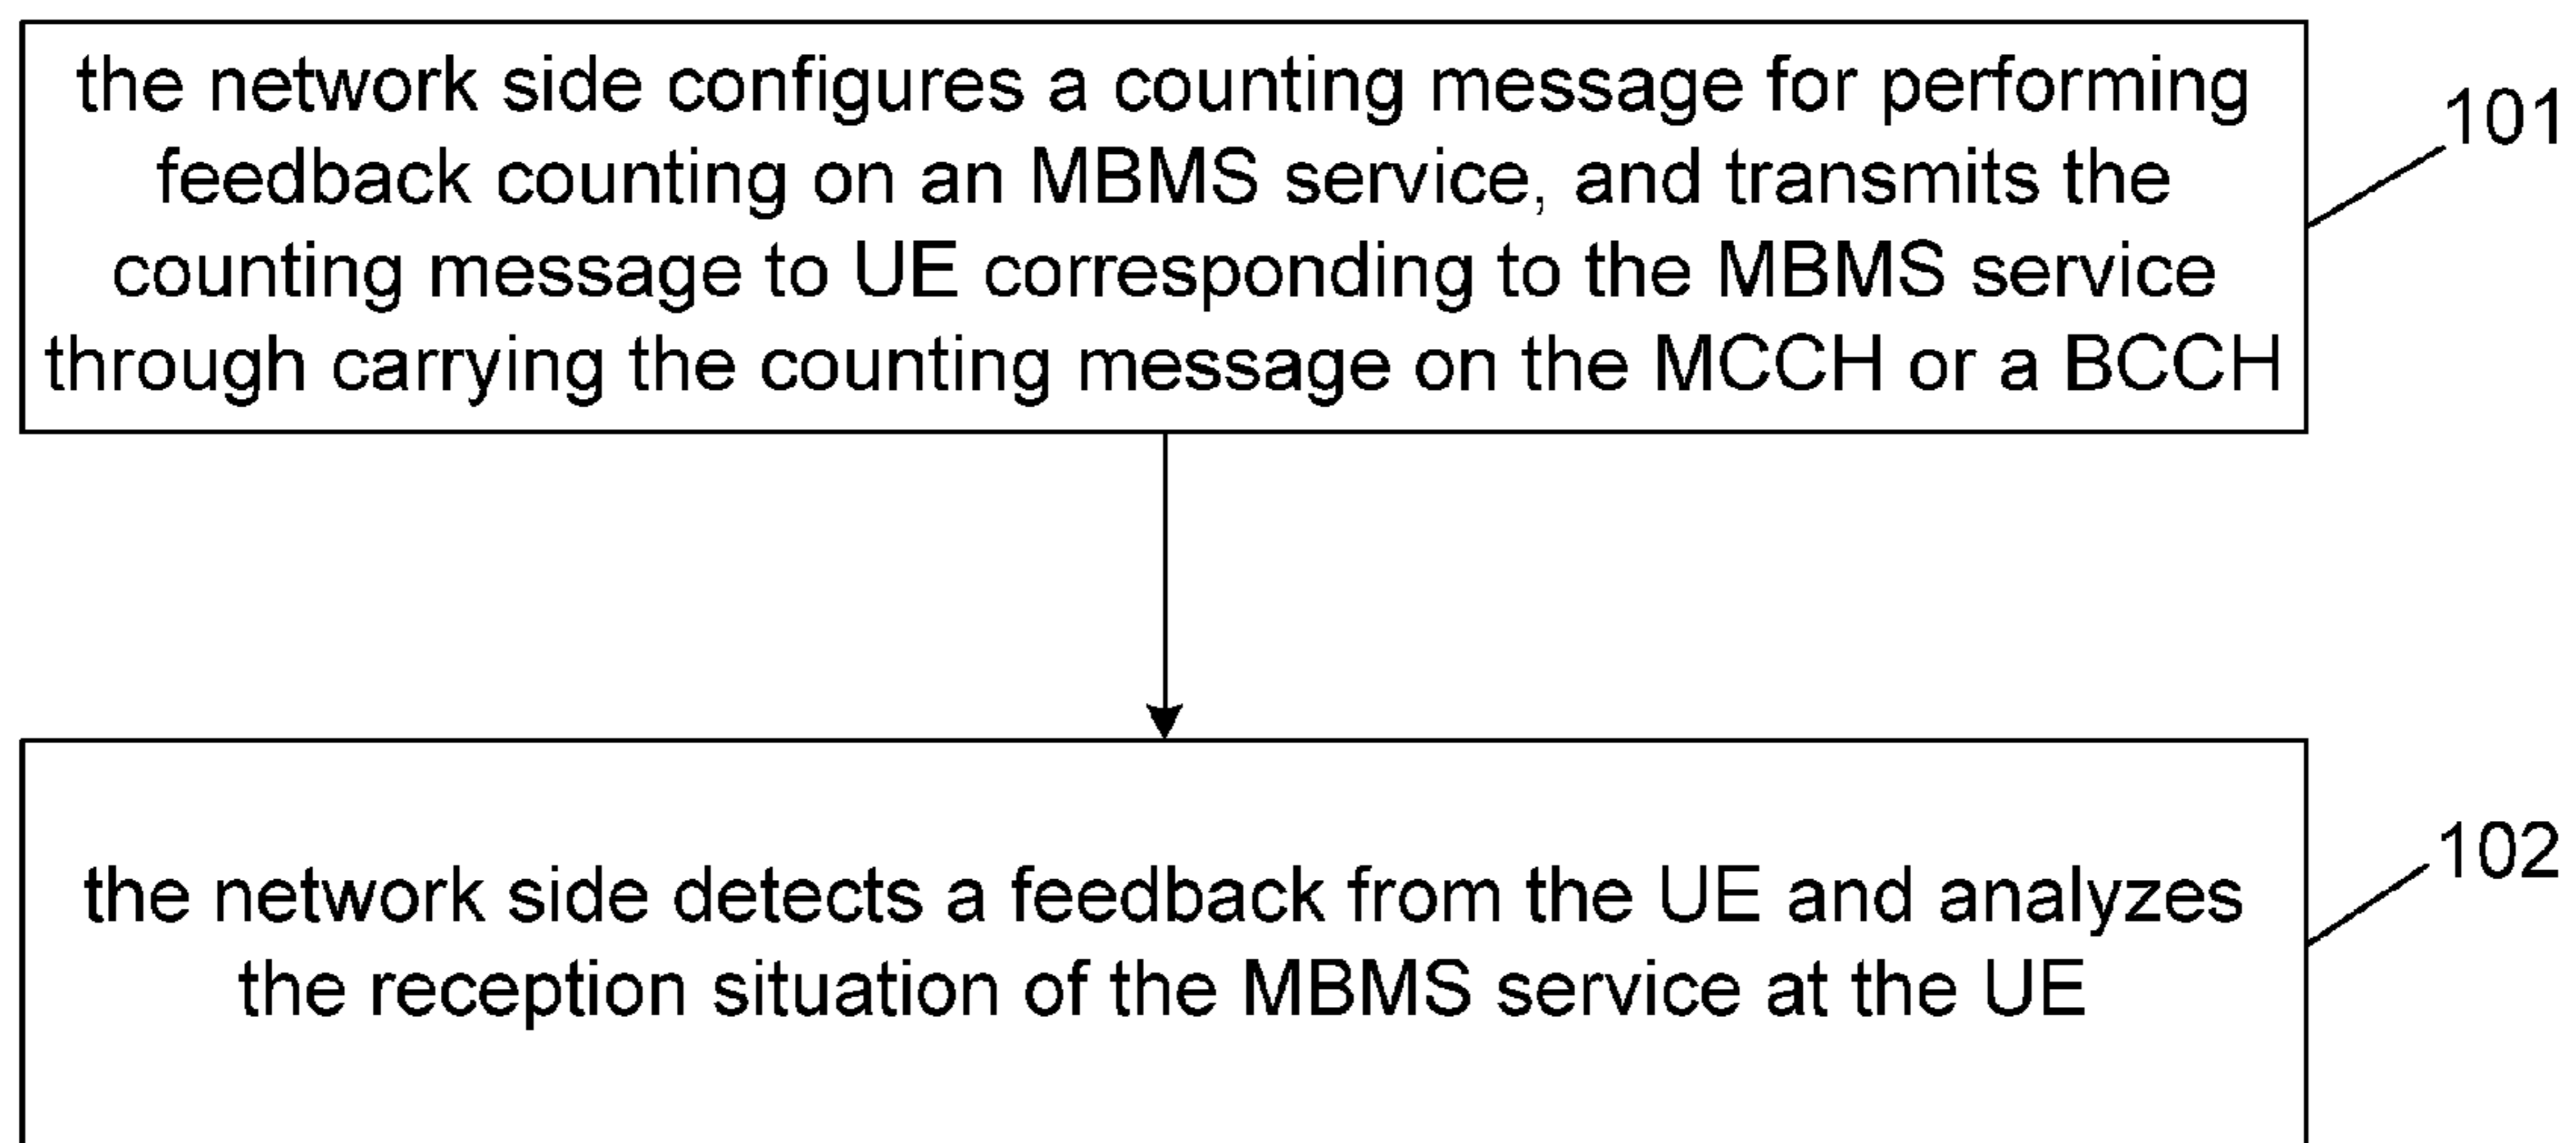 the network side configures a counting message for performing
feedback counting on an MBMS service, and transmits the
counting message to UE corresponding to the MBMS service
through carrying the counting message on the MCCH or a BCCH
101
the network side detects a feedback from the UE and analyzes
the reception situation of the MBMS service at the UE
102